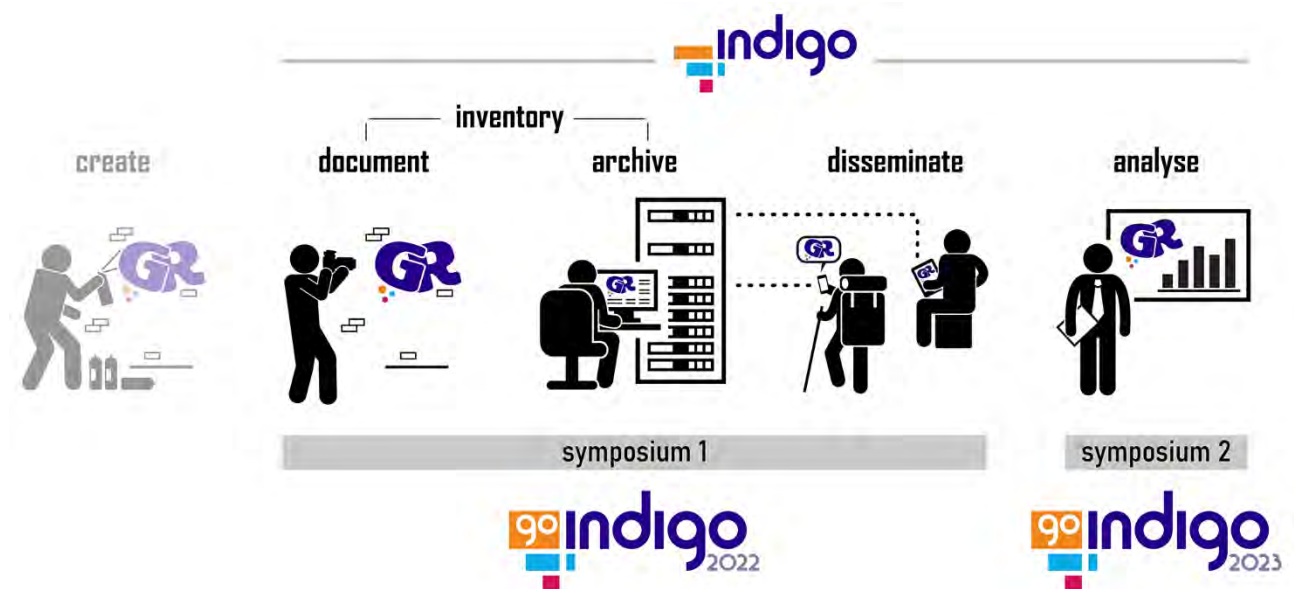 indigo
inventory
create
document
archive
disseminate
analyse
GR
GR
GR
GR
GR
GR
symposium 1
symposium 2
go indigo
2022
go indigo
2023